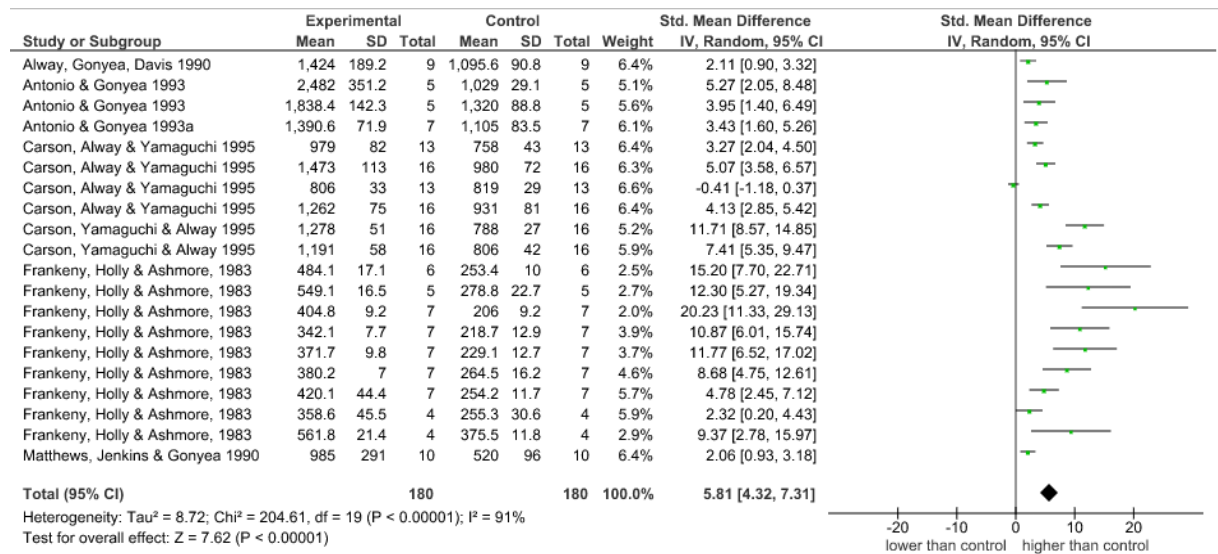 Experimental Control Std. Mean Difference Std. Mean Difference
Study or Subgroup Mean SD Total Mean SD Total Weight IV, Random, 95% CI IV, Random, 95% CI
Alway, Gonyea, Davis 1990 1,424 189.2 9 1,095.6 90.8 9 6.4% 2.11 [0.90, 3.32]
Antonio & Gonyea 1993 2,482 351.2 5 1,029 29.1 5 5.1% 5.27 [2.05, 8.48]
Antonio & Gonyea 1993 1,838.4 142.3 5 1,320 88.8 5 5.6% 3.95 [1.40, 6.49]
Antonio & Gonyea 1993a 1,390.6 71.9 7 1,105 83.5 7 6.1% 3.43 [1.60, 5.26]
Carson, Alway & Yamaguchi 1995 979 82 13 758 43 13 6.4% 3.27 [2.04, 4.50]
Carson, Alway & Yamaguchi 1995 1,473 113 16 980 72 16 6.3% 5.07 [3.58, 6.57]
Carson, Alway & Yamaguchi 1995 806 33 13 819 29 13 6.6% -0.41 [-1.18, 0.37]
Carson, Alway & Yamaguchi 1995 1,262 75 16 931 81 16 6.4% 4.13 [2.85, 5.42]
Carson, Yamaguchi & Alway 1995 1,278 51 16 788 27 16 5.2% 11.71 [8.57, 14.85]
Carson, Yamaguchi & Alway 1995 1,191 58 16 806 42 16 5.9% 7.41 [5.35, 9.47]
Frankeny, Holly & Ashmore, 1983 484.1 17.1 6 253.4 10 6 2.5% 15.20 [7.70, 22.71]
Frankeny, Holly & Ashmore, 1983 549.1 16.5 5 278.8 22.7 5 2.7% 12.30 [5.27, 19.34]
Frankeny, Holly & Ashmore, 1983 404.8 9.2 7 206 9.2 7 2.0% 20.23 [11.33, 29.13]
Frankeny, Holly & Ashmore, 1983 342.1 7.7 7 218.7 12.9 7 3.9% 10.87 [6.01, 15.74]
Frankeny, Holly & Ashmore, 1983 371.7 9.8 7 229.1 12.7 7 3.7% 11.77 [6.52, 17.02]
Frankeny, Holly & Ashmore, 1983 380.2 7 7 264.5 16.2 7 4.6% 8.68 [4.75, 12.61]
Frankeny, Holly & Ashmore, 1983 420.1 44.4 7 254.2 11.7 7 5.7% 4.78 [2.45, 7.12]
Frankeny, Holly & Ashmore, 1983 358.6 45.5 4 255.3 30.6 4 5.9% 2.32 [0.20, 4.43]
Frankeny, Holly & Ashmore, 1983 561.8 21.4 4 375.5 11.8 4 2.9% 9.37 [2.78, 15.97]
Matthews, Jenkins & Gonyea 1990 985 291 10 520 96 10 6.4% 2.06 [0.93, 3.18]
Total (95% CI) 180 180 100.0% 5.81 [4.32, 7.31]
Heterogeneity: Tau² = 8.72; Chi² = 204.61, df = 19 (P < 0.00001); I² = 91%
Test for overall effect: Z = 7.62 (P < 0.00001)
-20 -10 0 10 20
lower than control higher than control